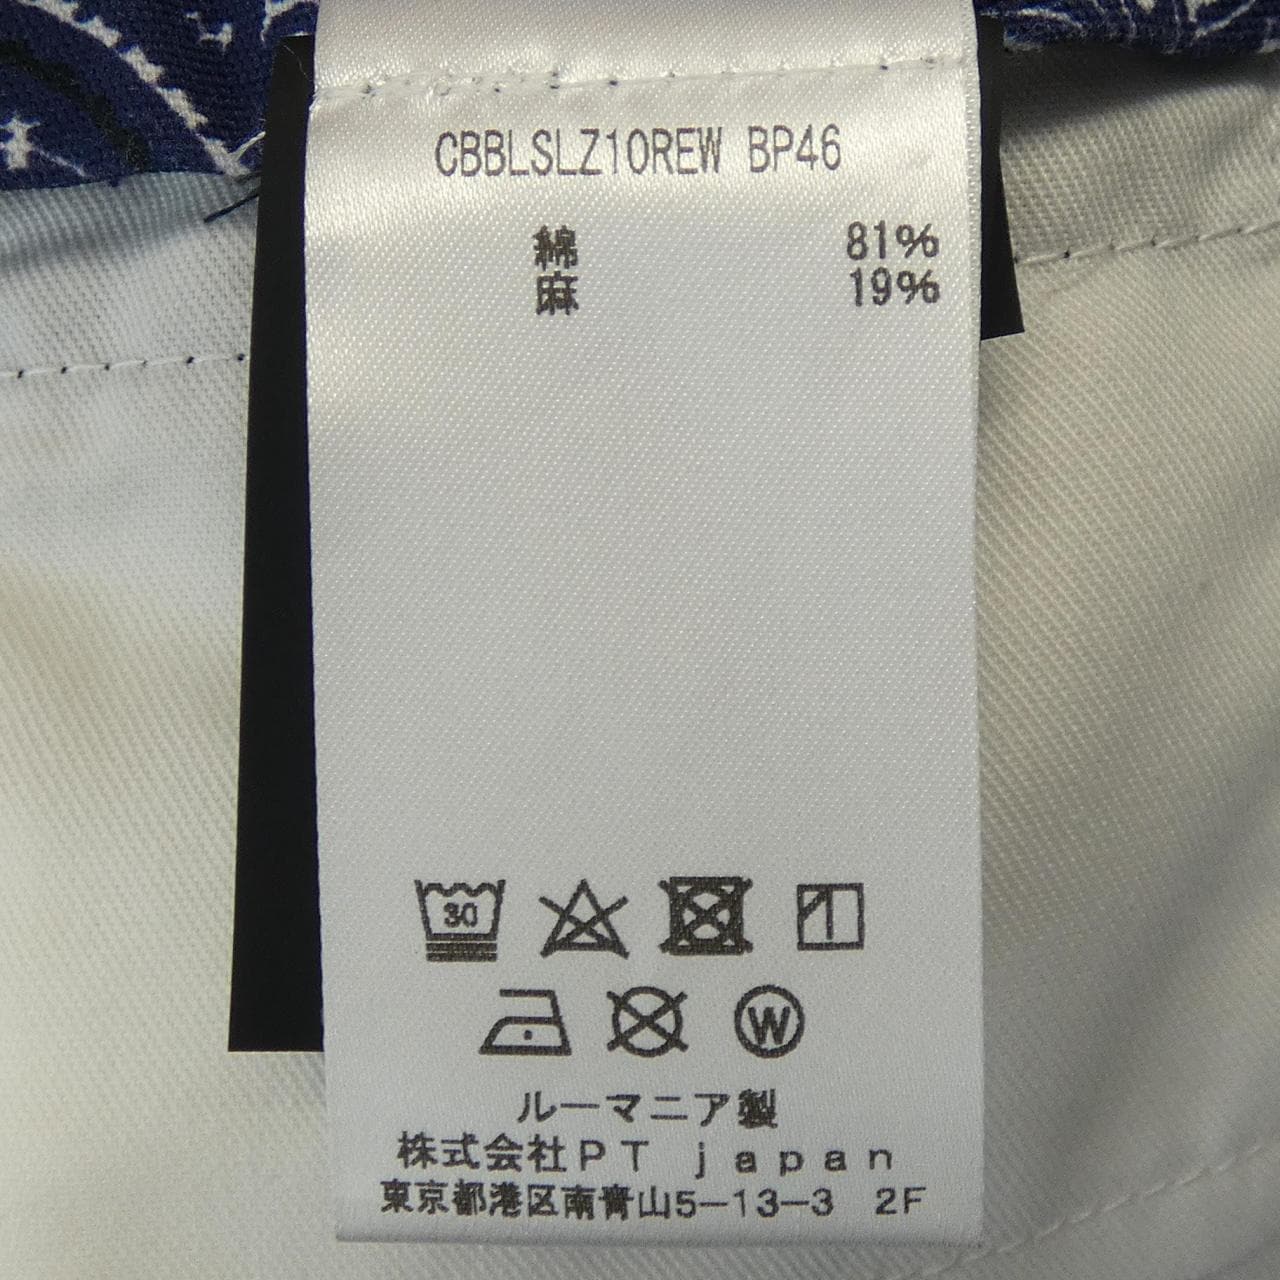 CBBLSLZ10REW BP46
綿 81%
麻 19%
30
W
ルーマニア製
株式会社PT japan
東京都港区南青山5-13-3 2F